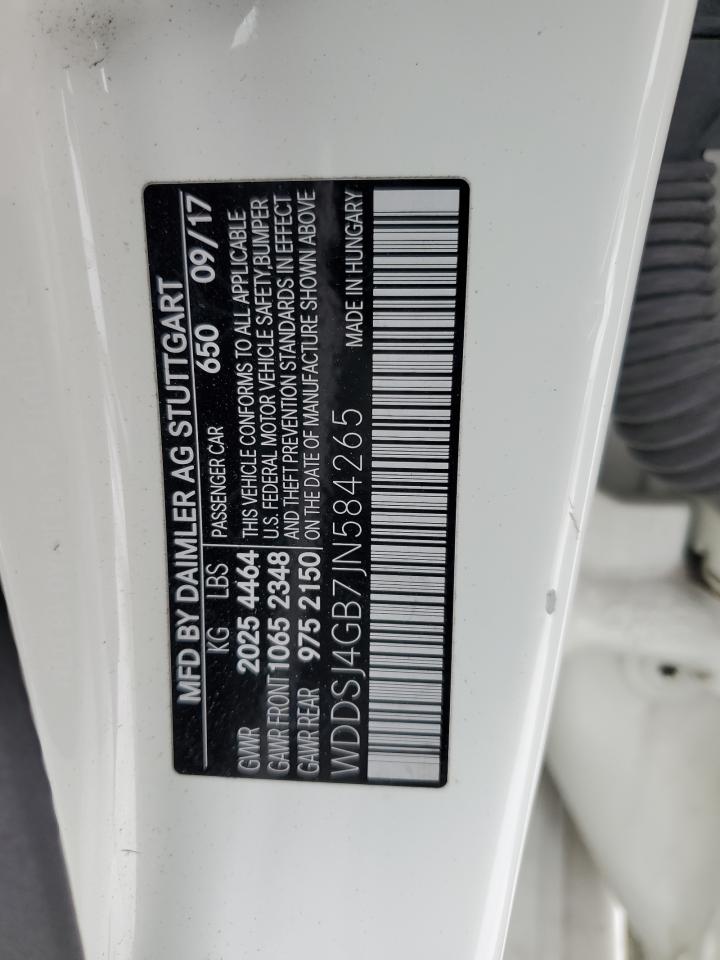 MFD BY DAIMLER AG STUTTGART
KG LBS PASSENGER CAR 650 09/17
GVWR 2025 4464 THIS VEHICLE CONFORMS TO ALL APPLICABLE
GAWR FRONT 1065 2348 U.S. FEDERAL MOTOR VEHICLE SAFETY,BUMPER
GAWR REAR 975 2150 AND THEFT PREVENTION STANDARDS IN EFFECT
ON THE DATE OF MANUFACTURE SHOWN ABOVE
WDDSJ4GB7JN584265 MADE IN HUNGARY